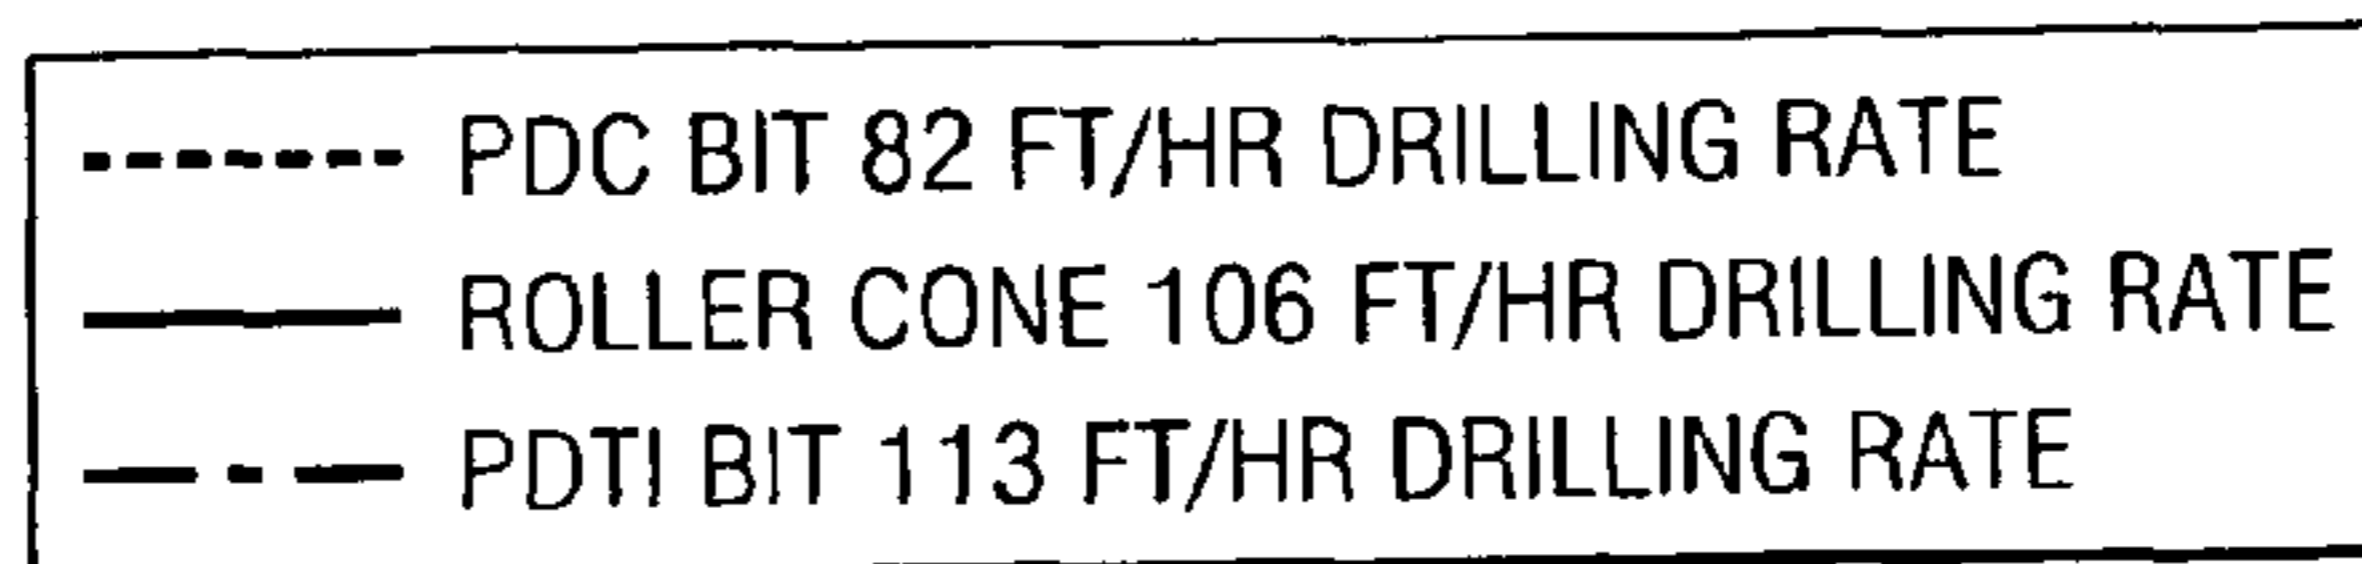 PDC BIT 82 FT/HR DRILLING RATE
ROLLER CONE 106 FT/HR DRILLING RATE
PDTI BIT 113 FT/HR DRILLING RATE